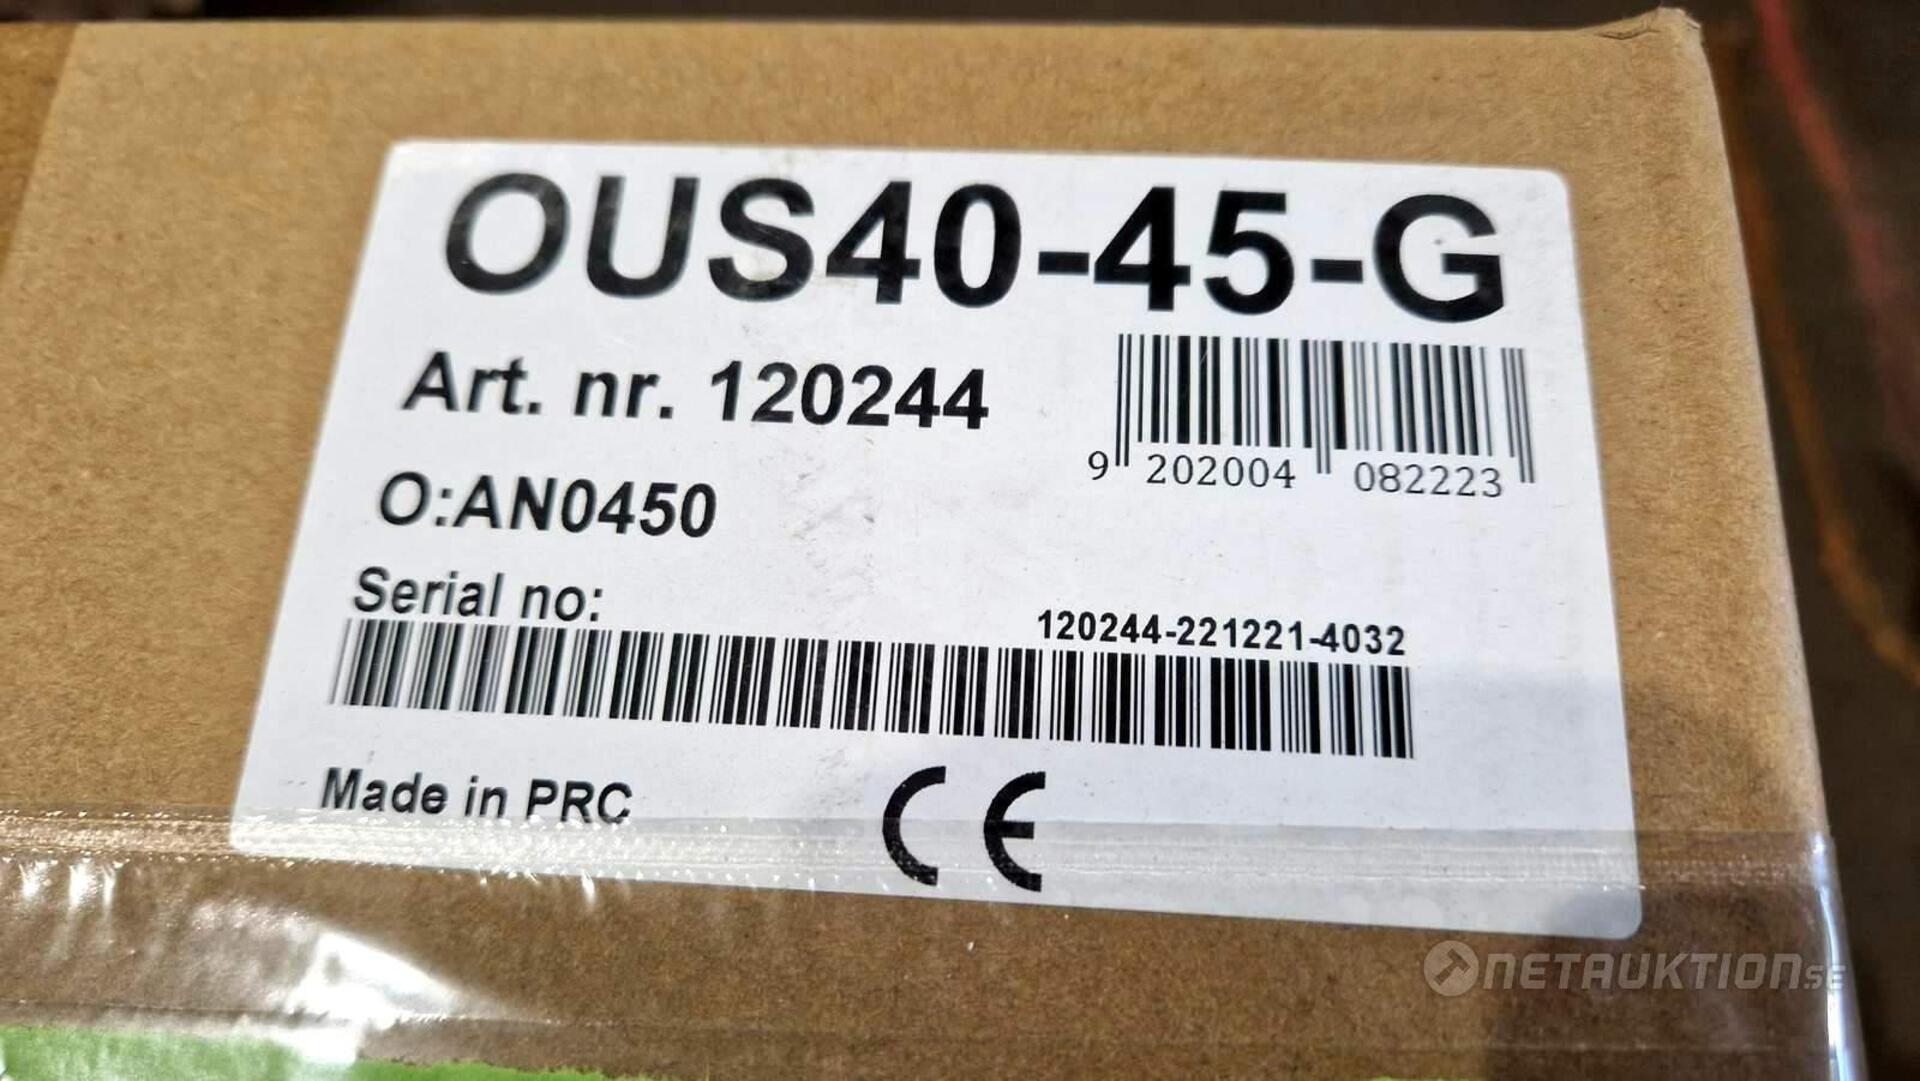 OUS40-45-G
Art. nr. 120244
9 202004 082223
O:AN0450
Serial no:
120244-221221-4032
Made in PRC
CE
NETAUKTION.SE